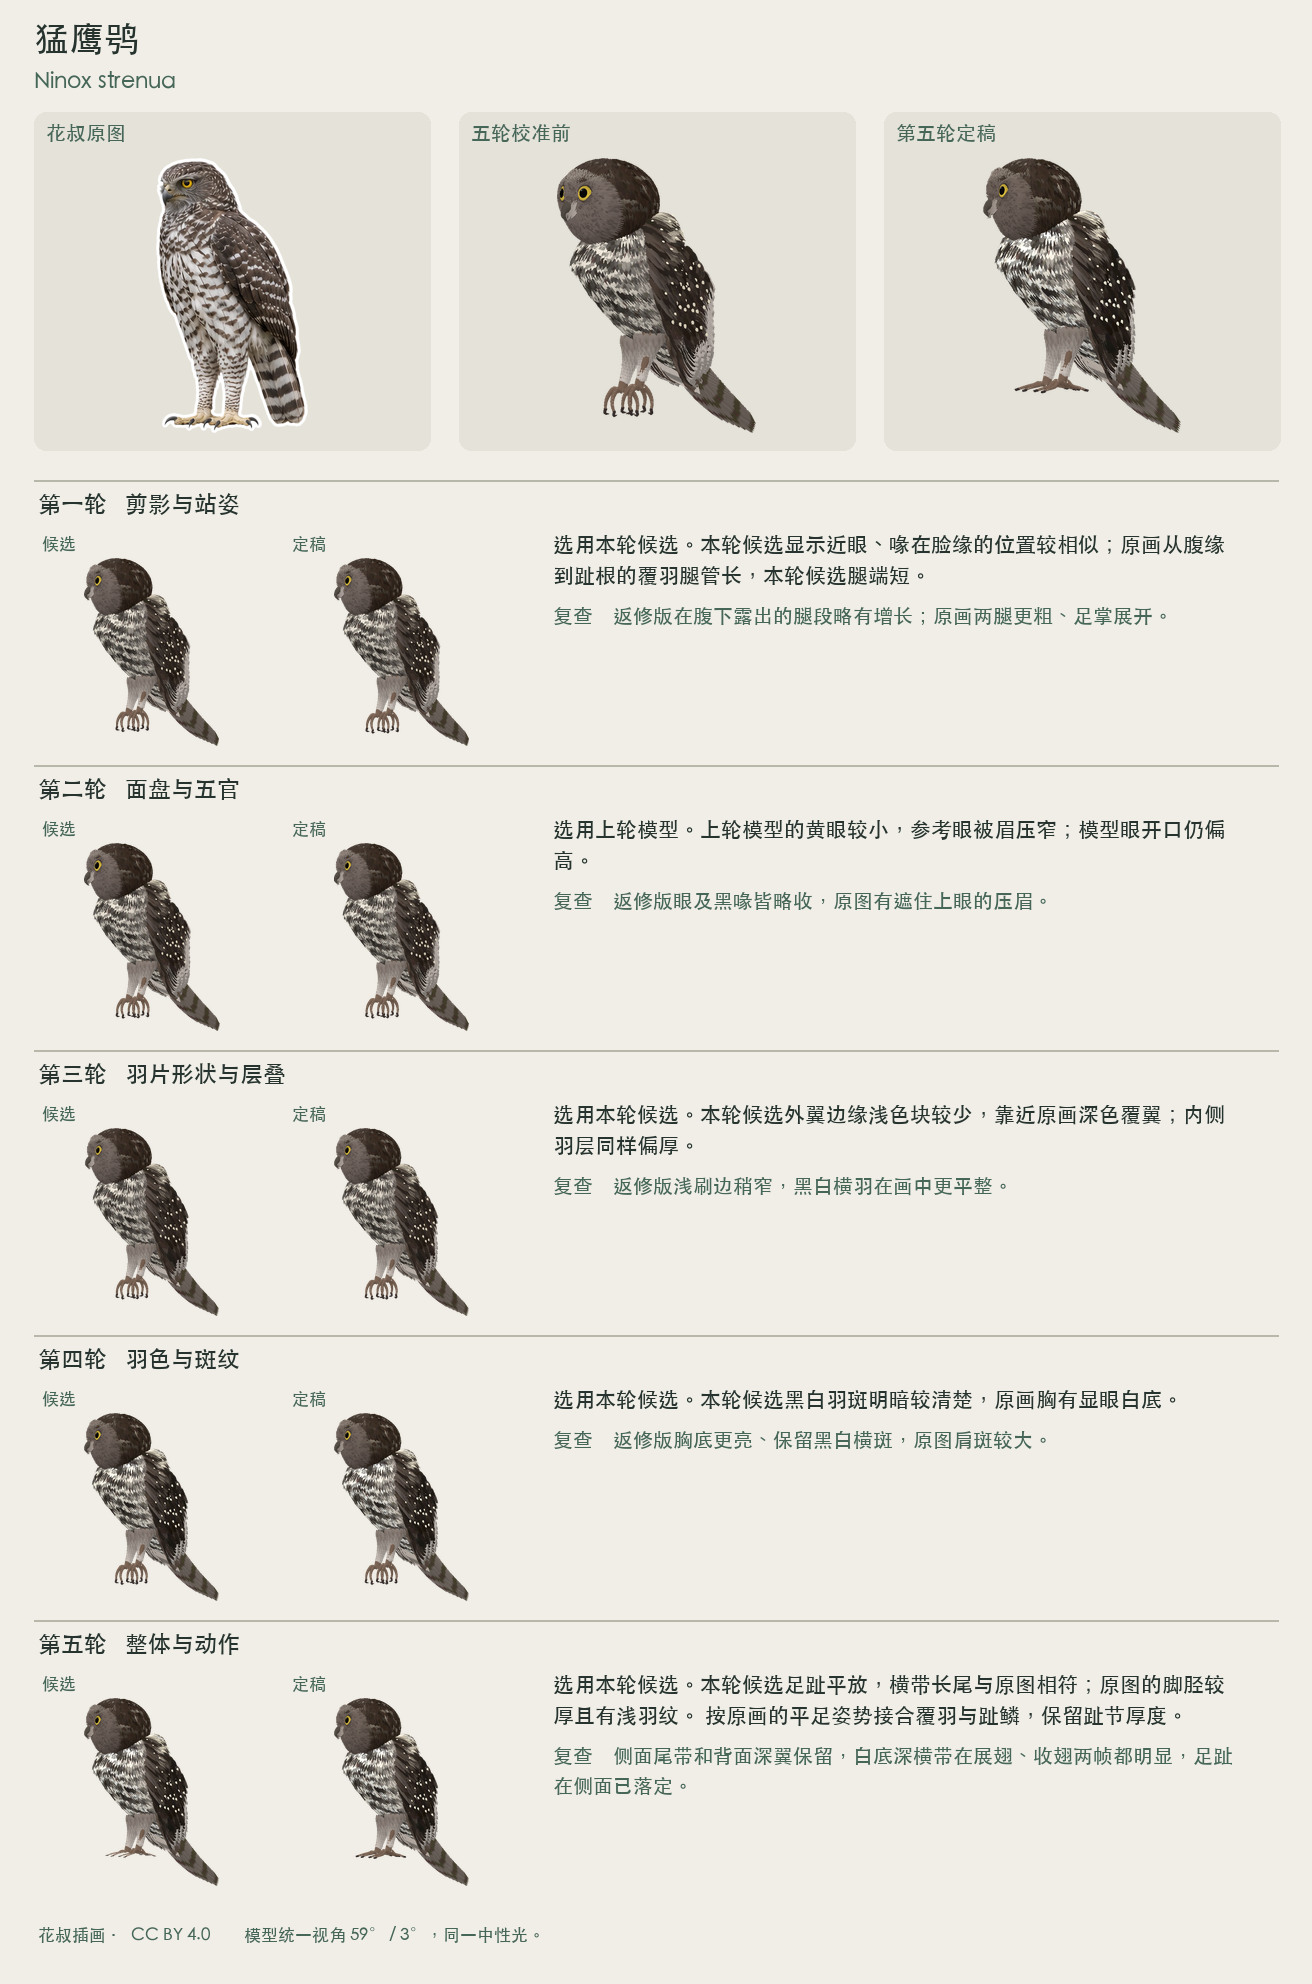 猛鹰鸮
Ninox strenua
花叔原图
五轮校准前
第五轮定稿
第一轮 剪影与站姿
候选
定稿
选用本轮候选。本轮候选显示近眼、喙在脸缘的位置较相似；原画从腹缘
到趾根的覆羽腿管长，本轮候选腿端短。
复查 返修版在腹下露出的腿段略有增长；原画两腿更粗、足掌展开。
第二轮 面盘与五官
候选
定稿
选用上轮模型。上轮模型的黄眼较小，参考眼被眉压窄；模型眼开口仍偏
高。
复查 返修版眼及黑喙皆略收，原图有遮住上眼的压眉。
第三轮 羽片形状与层叠
候选
定稿
选用本轮候选。本轮候选外翼边缘浅色块较少，靠近原画深色覆翼；内侧
羽层同样偏厚。
复查 返修版浅刷边稍窄，黑白横羽在画中更平整。
第四轮 羽色与斑纹
候选
定稿
选用本轮候选。本轮候选黑白羽斑明暗较清楚，原画胸有显眼白底。
复查 返修版胸底更亮、保留黑白横斑，原图肩斑较大。
第五轮 整体与动作
候选
定稿
选用本轮候选。本轮候选足趾平放，横带长尾与原图相符；原图的脚胫较
厚且有浅羽纹。 按原画的平足姿势接合覆羽与趾鳞，保留趾节厚度。
复查 侧面尾带和背面深翼保留，白底深横带在展翅、收翅两帧都明显，足趾
在侧面已落定。
花叔插画 · CC BY 4.0 模型统一视角 59° / 3° ，同一中性光。